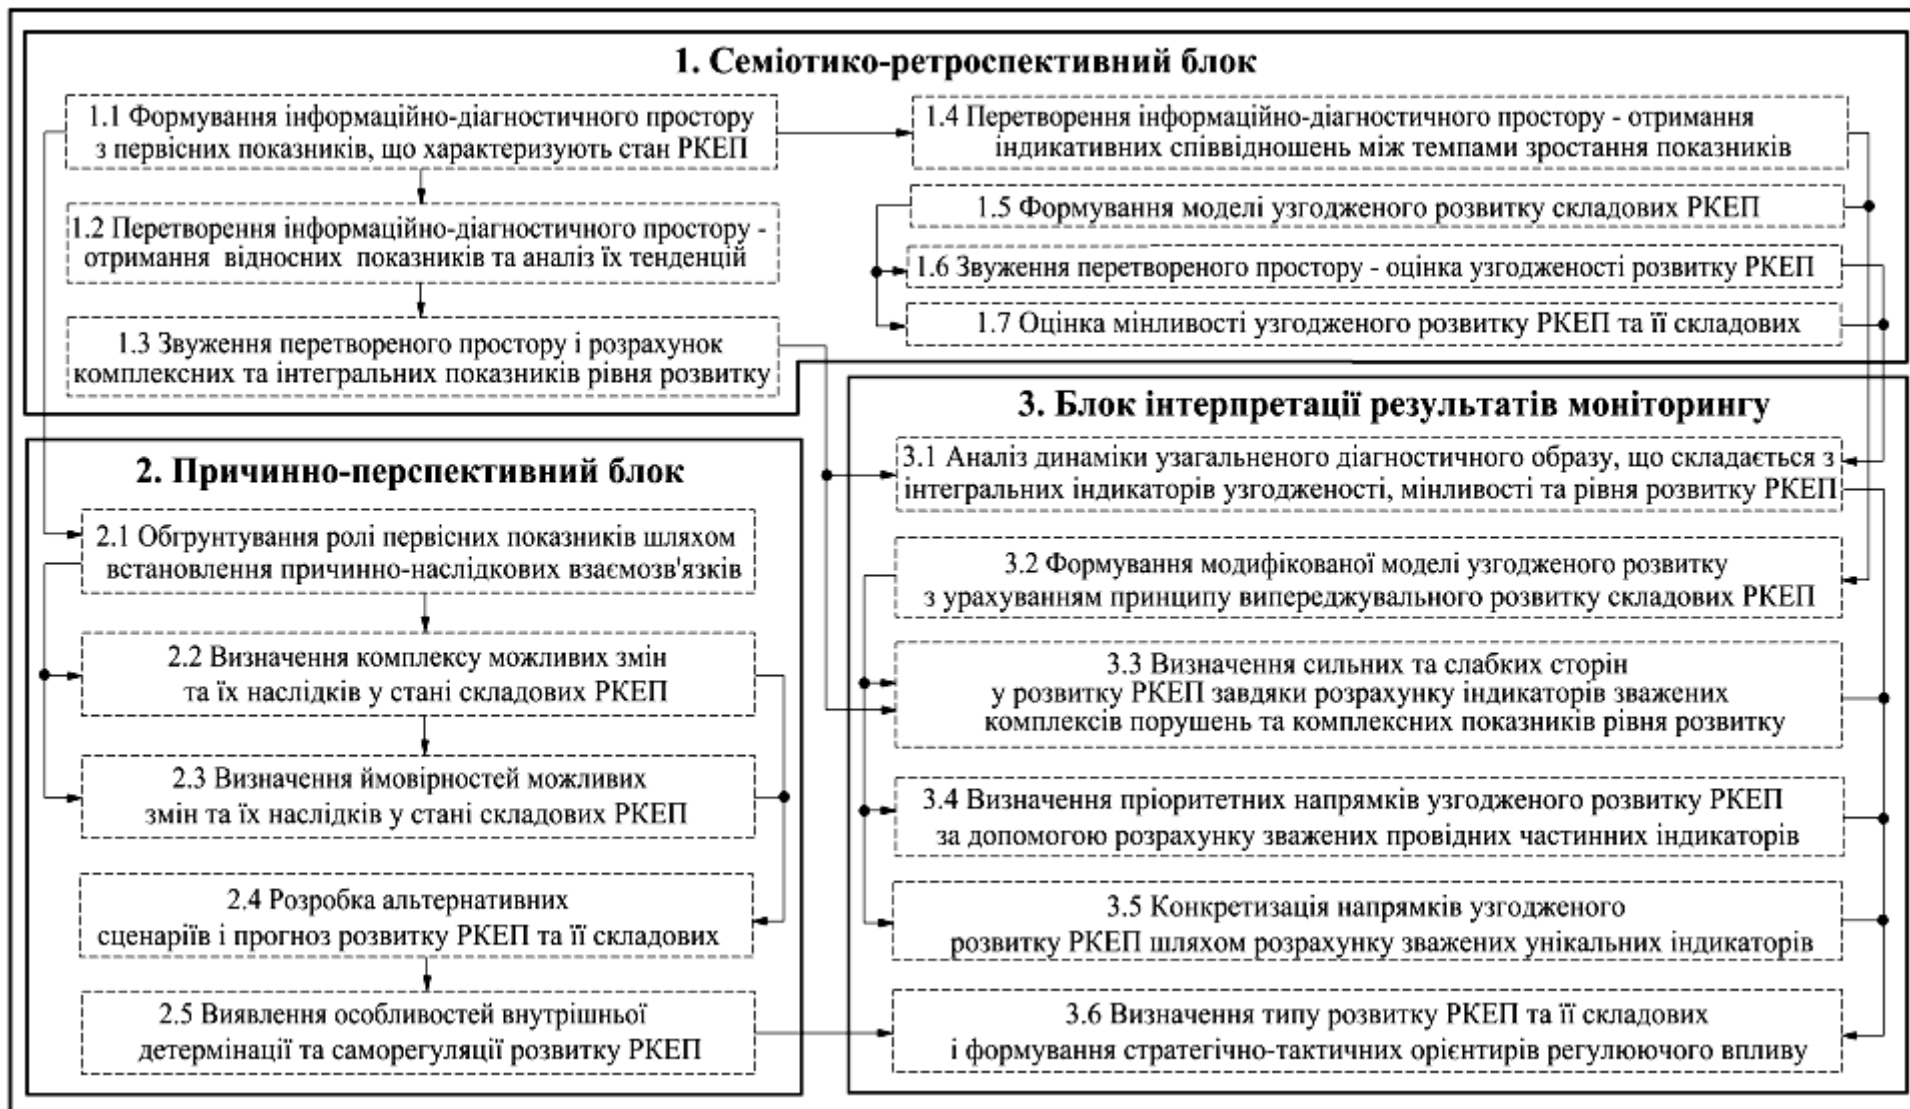 1. Семіотико-ретроспективний блок
1.1 Формування інформаційно-діагностичного простору
з первісних показників, що характеризують стан РКЕП
1.2 Перетворення інформаційно-діагностичного простору -
отримання відносних показників та аналіз їх тенденцій
1.3 Звуження перетвореного простору і розрахунок
комплексних та інтегральних показників рівня розвитку
1.4 Перетворення інформаційно-діагностичного простору - отримання
індикативних співвідношень між темпами зростання показників
1.5 Формування моделі узгодженого розвитку складових РКЕП
1.6 Звуження перетвореного простору - оцінка узгодженості розвитку РКЕП
1.7 Оцінка мінливості узгодженого розвитку РКЕП та її складових
2. Причинно-перспективний блок
2.1 Обгрунтування ролі первісних показників шляхом
встановлення причинно-наслідкових взаємозв'язків
2.2 Визначення комплексу можливих змін
та їх наслідків у стані складових РКЕП
2.3 Визначення ймовірностей можливих
змін та їх наслідків у стані складових РКЕП
2.4 Розробка альтернативних
сценаріїв і прогноз розвитку РКЕП та її складових
2.5 Виявлення особливостей внутрішньої
детермінації та саморегуляції розвитку РКЕП
3. Блок інтерпретації результатів моніторингу
3.1 Аналіз динаміки узагальненого діагностичного образу, що складається з
інтегральних індикаторів узгодженості, мінливості та рівня розвитку РКЕП
3.2 Формування модифікованої моделі узгодженого розвитку
з урахуванням принципу випереджувального розвитку складових РКЕП
3.3 Визначення сильних та слабких сторін
у розвитку РКЕП завдяки розрахунку індикаторів зважених
комплексів порушень та комплексних показників рівня розвитку
3.4 Визначення пріоритетних напрямків узгодженого розвитку РКЕП
за допомогою розрахунку зважених провідних частинних індикаторів
3.5 Конкретизація напрямків узгодженого
розвитку РКЕП шляхом розрахунку зважених унікальних індикаторів
3.6 Визначення типу розвитку РКЕП та її складових
і формування стратегічно-тактичних орієнтирів регулюючого впливу